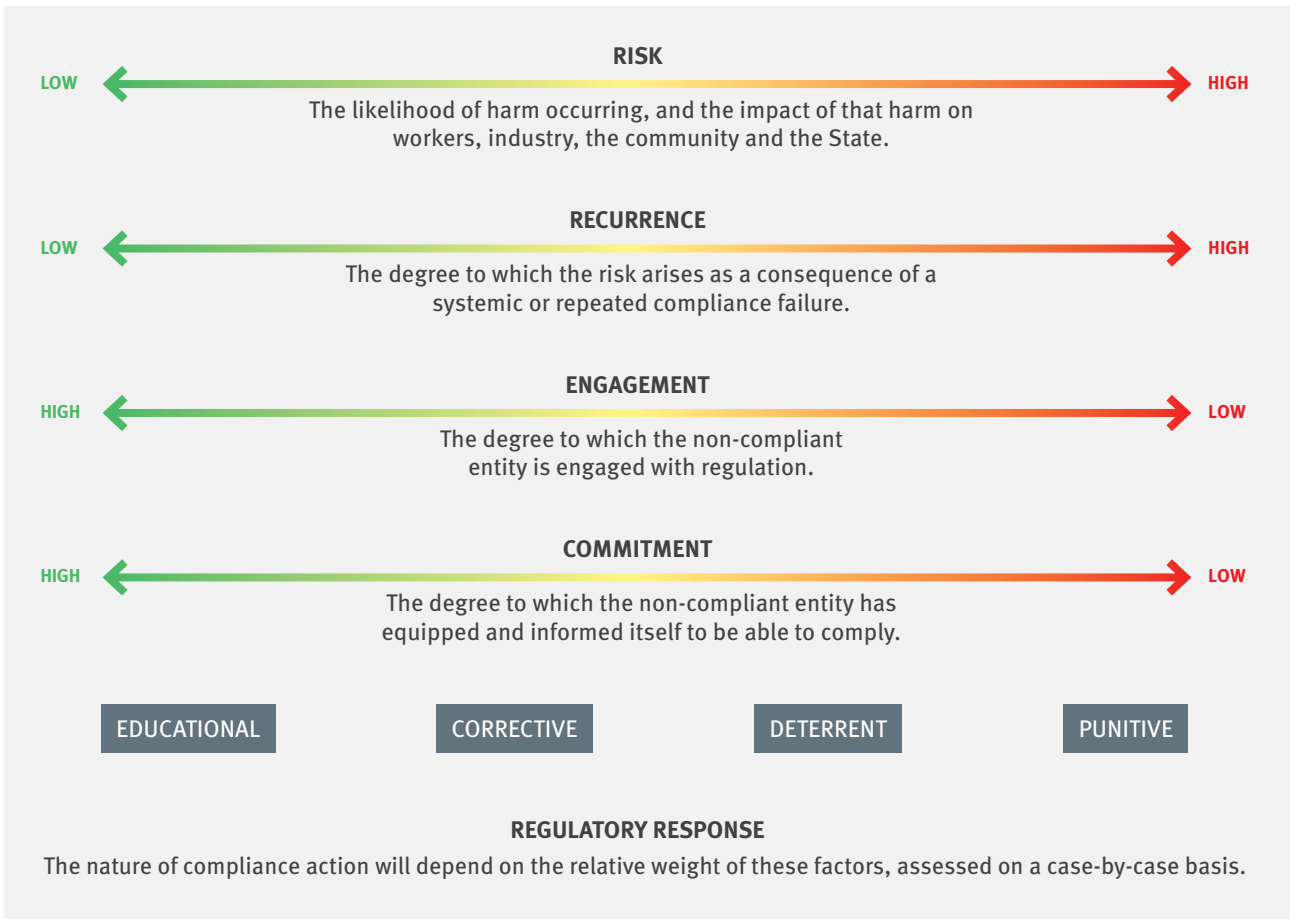 RISK
LOW
HIGH
The likelihood of harm occurring, and the impact of that harm on
workers, industry, the community and the State.
RECURRENCE
LOW
HIGH
The degree to which the risk arises as a consequence of a
systemic or repeated compliance failure.
ENGAGEMENT
HIGH
LOW
The degree to which the non-compliant
entity is engaged with regulation.
COMMITMENT
HIGH
LOW
The degree to which the non-compliant entity has
equipped and informed itself to be able to comply.
EDUCATIONAL
CORRECTIVE
DETERRENT
PUNITIVE
REGULATORY RESPONSE
The nature of compliance action will depend on the relative weight of these factors, assessed on a case-by-case basis.